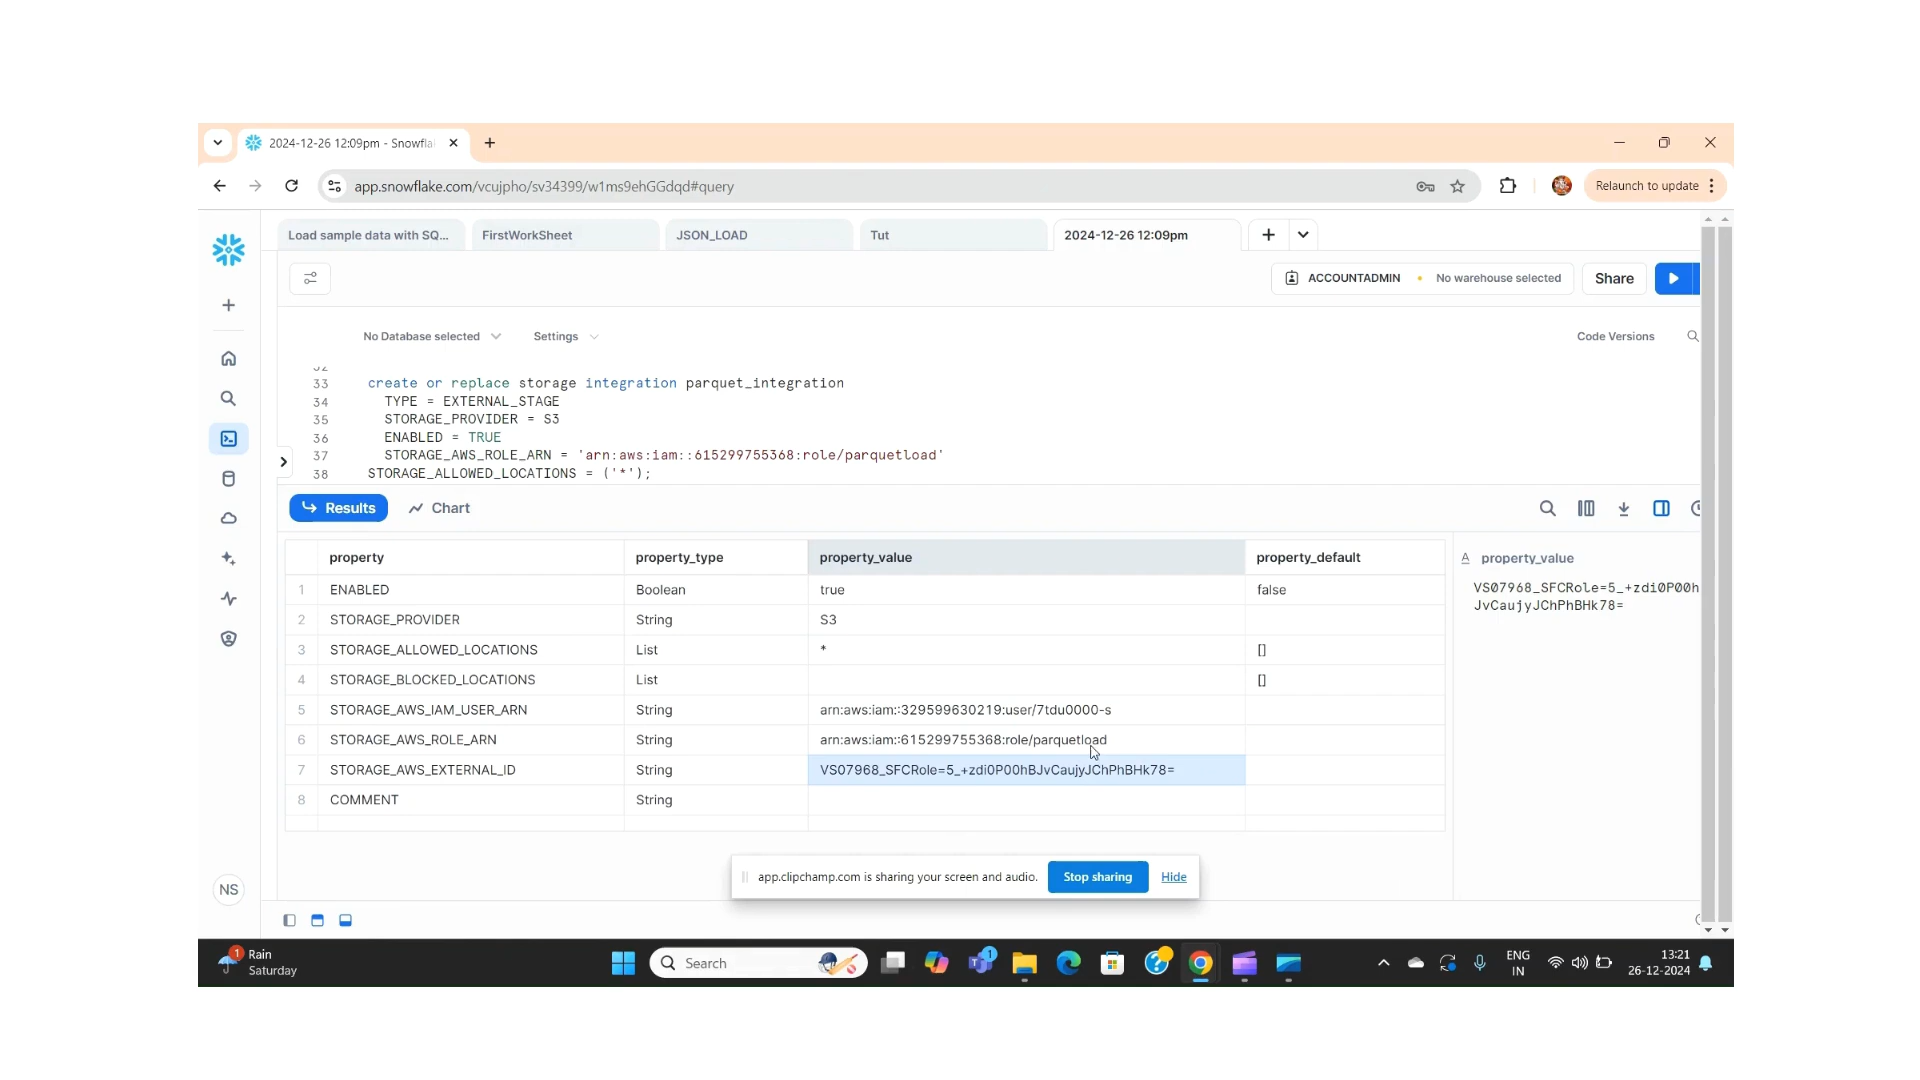 2024-12-26 12:09pm - Snowfla
app.snowflake.com/vcujpho/sv34399/w1ms9ehGGdqd#query
Relaunch to update
Load sample data with SQ...
FirstWorkSheet
JSON_LOAD
Tut
2024-12-26 12:09pm
ACCOUNTADMIN
No warehouse selected
Share
No Database selected
Settings
Code Versions
32
33 create or replace storage integration parquet_integration
34 TYPE = EXTERNAL_STAGE
35 STORAGE_PROVIDER = S3
36 ENABLED = TRUE
37 STORAGE_AWS_ROLE_ARN = 'arn:aws:iam::615299755368:role/parquetload'
38 STORAGE_ALLOWED_LOCATIONS = ('*');
Results
Chart
property property_type property_value property_default
1 ENABLED Boolean true false
2 STORAGE_PROVIDER String S3
3 STORAGE_ALLOWED_LOCATIONS List * []
4 STORAGE_BLOCKED_LOCATIONS List []
5 STORAGE_AWS_IAM_USER_ARN String arn:aws:iam::329599630219:user/7tdu0000-s
6 STORAGE_AWS_ROLE_ARN String arn:aws:iam::615299755368:role/parquetload
7 STORAGE_AWS_EXTERNAL_ID String VS07968_SFCRole=5_+zdi0P00hBJvCaujyJChPhBHk78=
8 COMMENT String
A property_value
VS07968_SFCRole=5_+zdi0P00h
JvCaujyJChPhBHk78=
app.clipchamp.com is sharing your screen and audio.
Stop sharing
Hide
NS
1
Rain
Saturday
Search
1
ENG
IN
13:21
26-12-2024